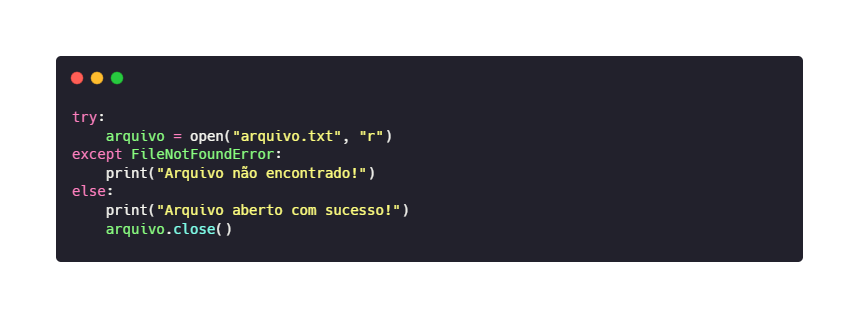 try:
    arquivo = open("arquivo.txt", "r")
except FileNotFoundError:
    print("Arquivo não encontrado!")
else:
    print("Arquivo aberto com sucesso!")
    arquivo.close()